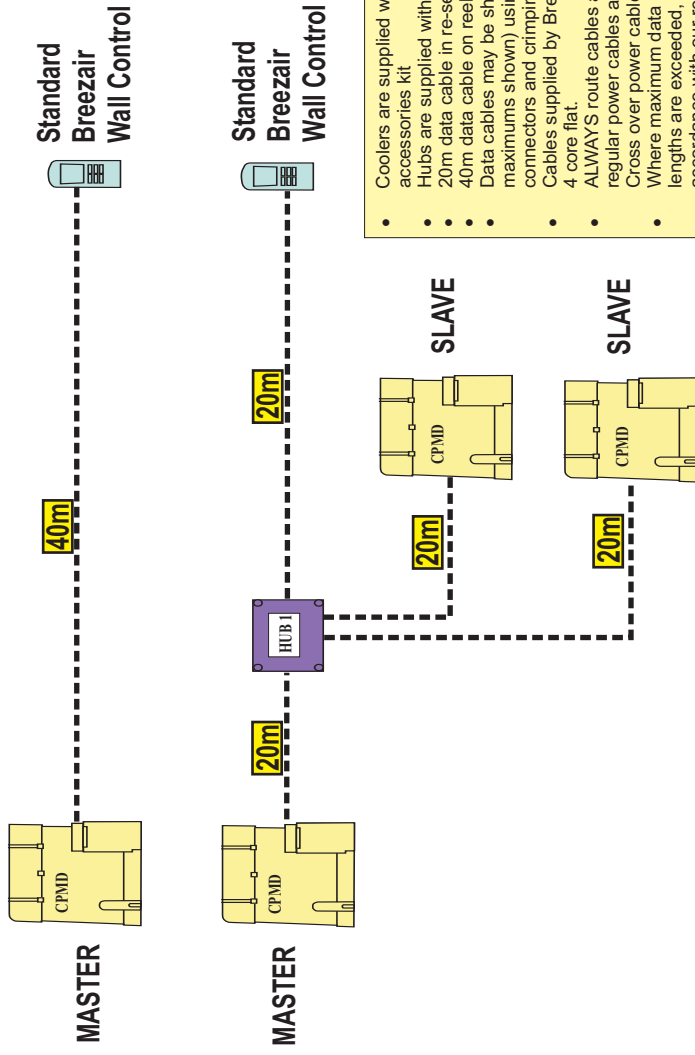 MASTER
CPMD
40m
Standard
Breezair
Wall Control
MASTER
CPMD
20m
HUB 1
20m
Standard
Breezair
Wall Control
20m
CPMD
SLAVE
20m
CPMD
SLAVE
• Coolers are supplied w
accessories kit
• Hubs are supplied with
• 20m data cable in re-se
• 40m data cable on reel
• Data cables may be sh
maximums shown) usin
connectors and crimpin
• Cables supplied by Bre
4 core flat.
• ALWAYS route cables a
regular power cables a
Cross over power cable
• Where maximum data
lengths are exceeded,